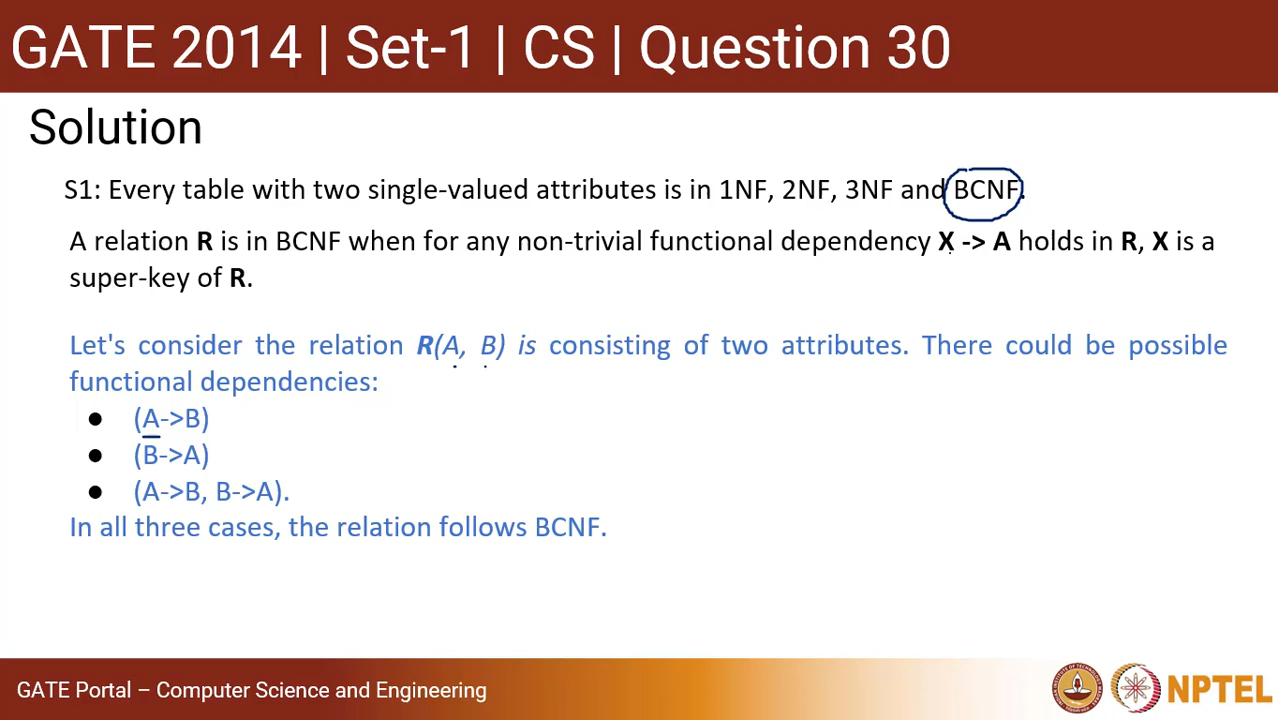 GATE 2014 | Set-1 | CS | Question 30
Solution
S1: Every table with two single-valued attributes is in 1NF, 2NF, 3NF and BCNF.
A relation R is in BCNF when for any non-trivial functional dependency X -> A holds in R, X is a
super-key of R.
Let's consider the relation R(A, B) is consisting of two attributes. There could be possible
functional dependencies:
● (A->B)
● (B->A)
● (A->B, B->A).
In all three cases, the relation follows BCNF.
GATE Portal – Computer Science and Engineering
NPTEL